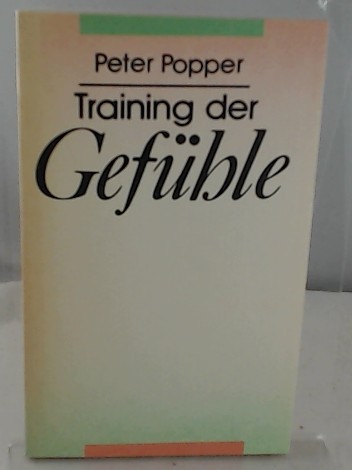 Peter Popper
Training der
Gefühle